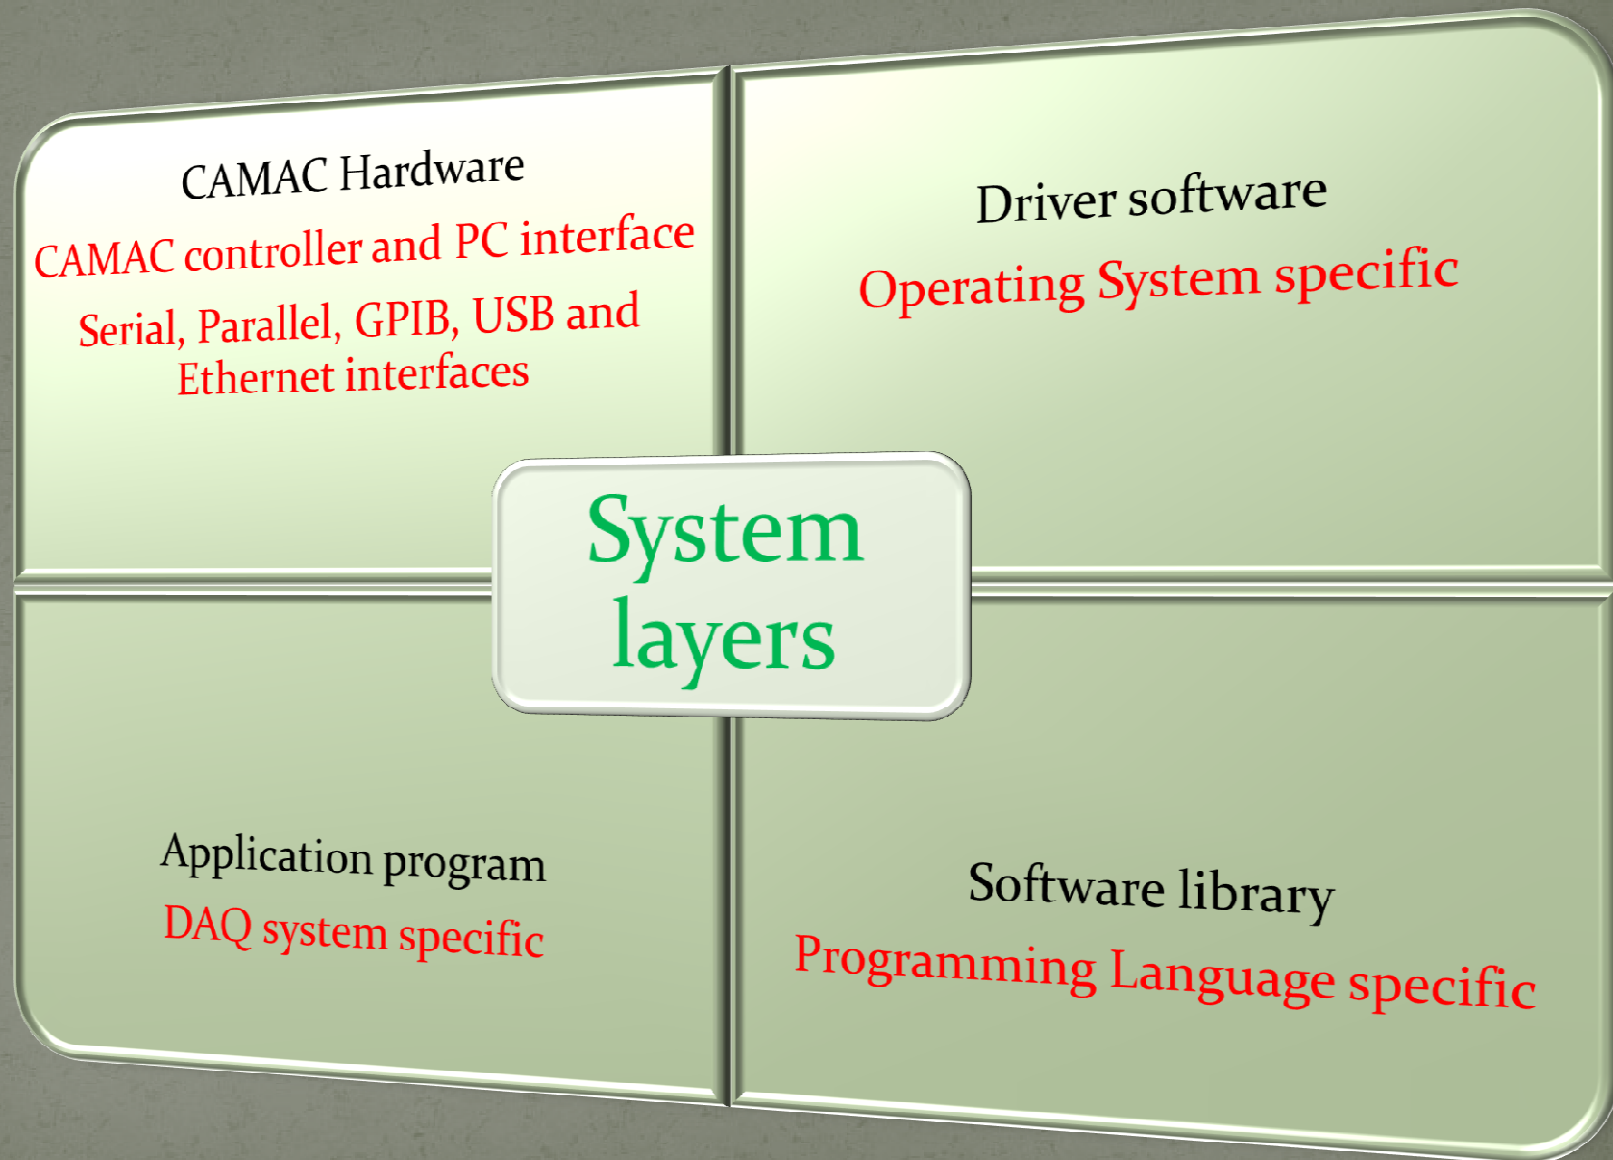 CAMAC Hardware
CAMAC controller and PC interface
Serial, Parallel, GPIB, USB and
Ethernet interfaces
Driver software
Operating System specific
System
layers
Application program
DAQ system specific
Software library
Programming Language specific